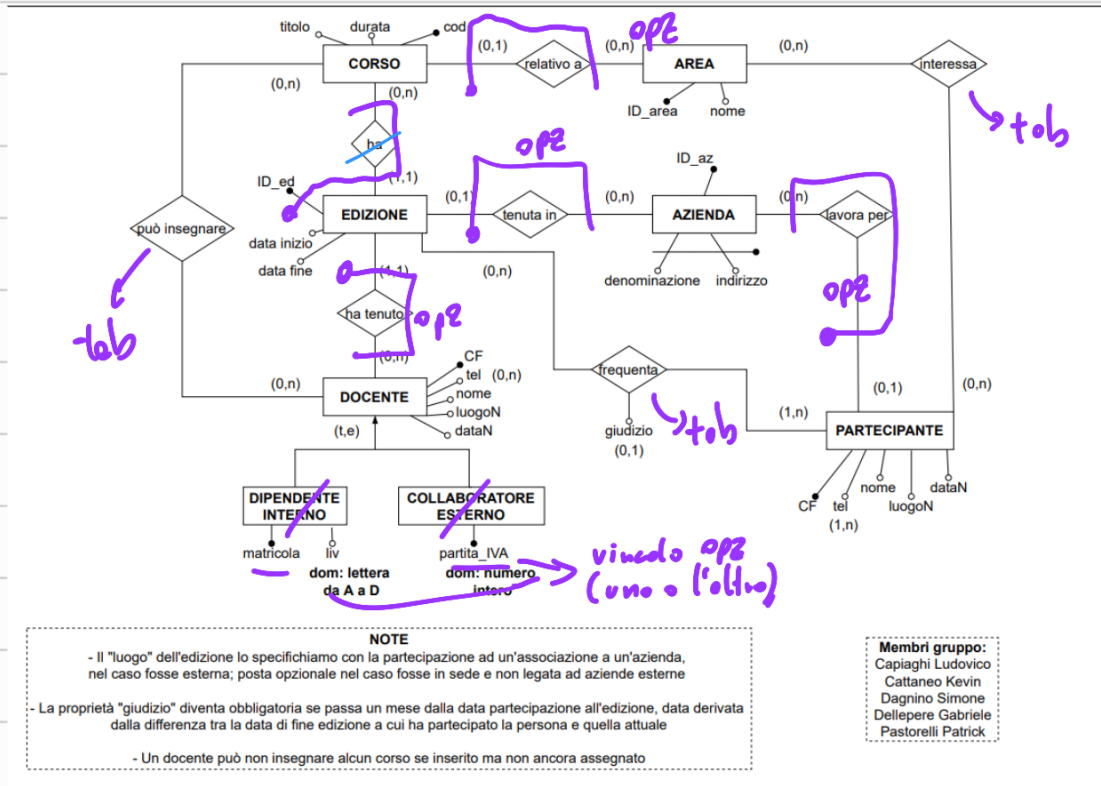 titolo
durata
cod
(0,1)
(0,n)
opz
(0,n)
CORSO
relativo a
AREA
interessa
(0,n)
(0,n)
ID_area
nome
tob
ha
opz
ID_az
(1,1)
ID_ed
(0,1)
(0,n)
(0,n)
EDIZIONE
tenuta in
AZIENDA
lavora per
può insegnare
data inizio
data fine
(1,1)
(0,n)
denominazione
indirizzo
opz
ha tenuto
opz
tob
CF
tel (0,n)
nome
luogoN
dataN
(0,n)
(0,n)
DOCENTE
frequenta
(0,1)
(0,n)
(t,e)
giudizio
(0,1)
tob
(1,n)
PARTECIPANTE
DIPENDENTE
INTERNO
COLLABORATORE
ESTERNO
CF
tel
(1,n)
nome
luogoN
dataN
matricola
liv
partita_IVA
dom: lettera
da A a D
dom: numero
intero
vincolo opz
(uno o l'altro)
NOTE
- Il "luogo" dell'edizione lo specifichiamo con la partecipazione ad un'associazione a un'azienda,
nel caso fosse esterna; posta opzionale nel caso fosse in sede e non legata ad aziende esterne
- La proprietà "giudizio" diventa obbligatoria se passa un mese dalla data partecipazione all'edizione, data derivata
dalla differenza tra la data di fine edizione a cui ha partecipato la persona e quella attuale
- Un docente può non insegnare alcun corso se inserito ma non ancora assegnato
Membri gruppo:
Capiaghi Ludovico
Cattaneo Kevin
Dagnino Simone
Dellepere Gabriele
Pastorelli Patrick